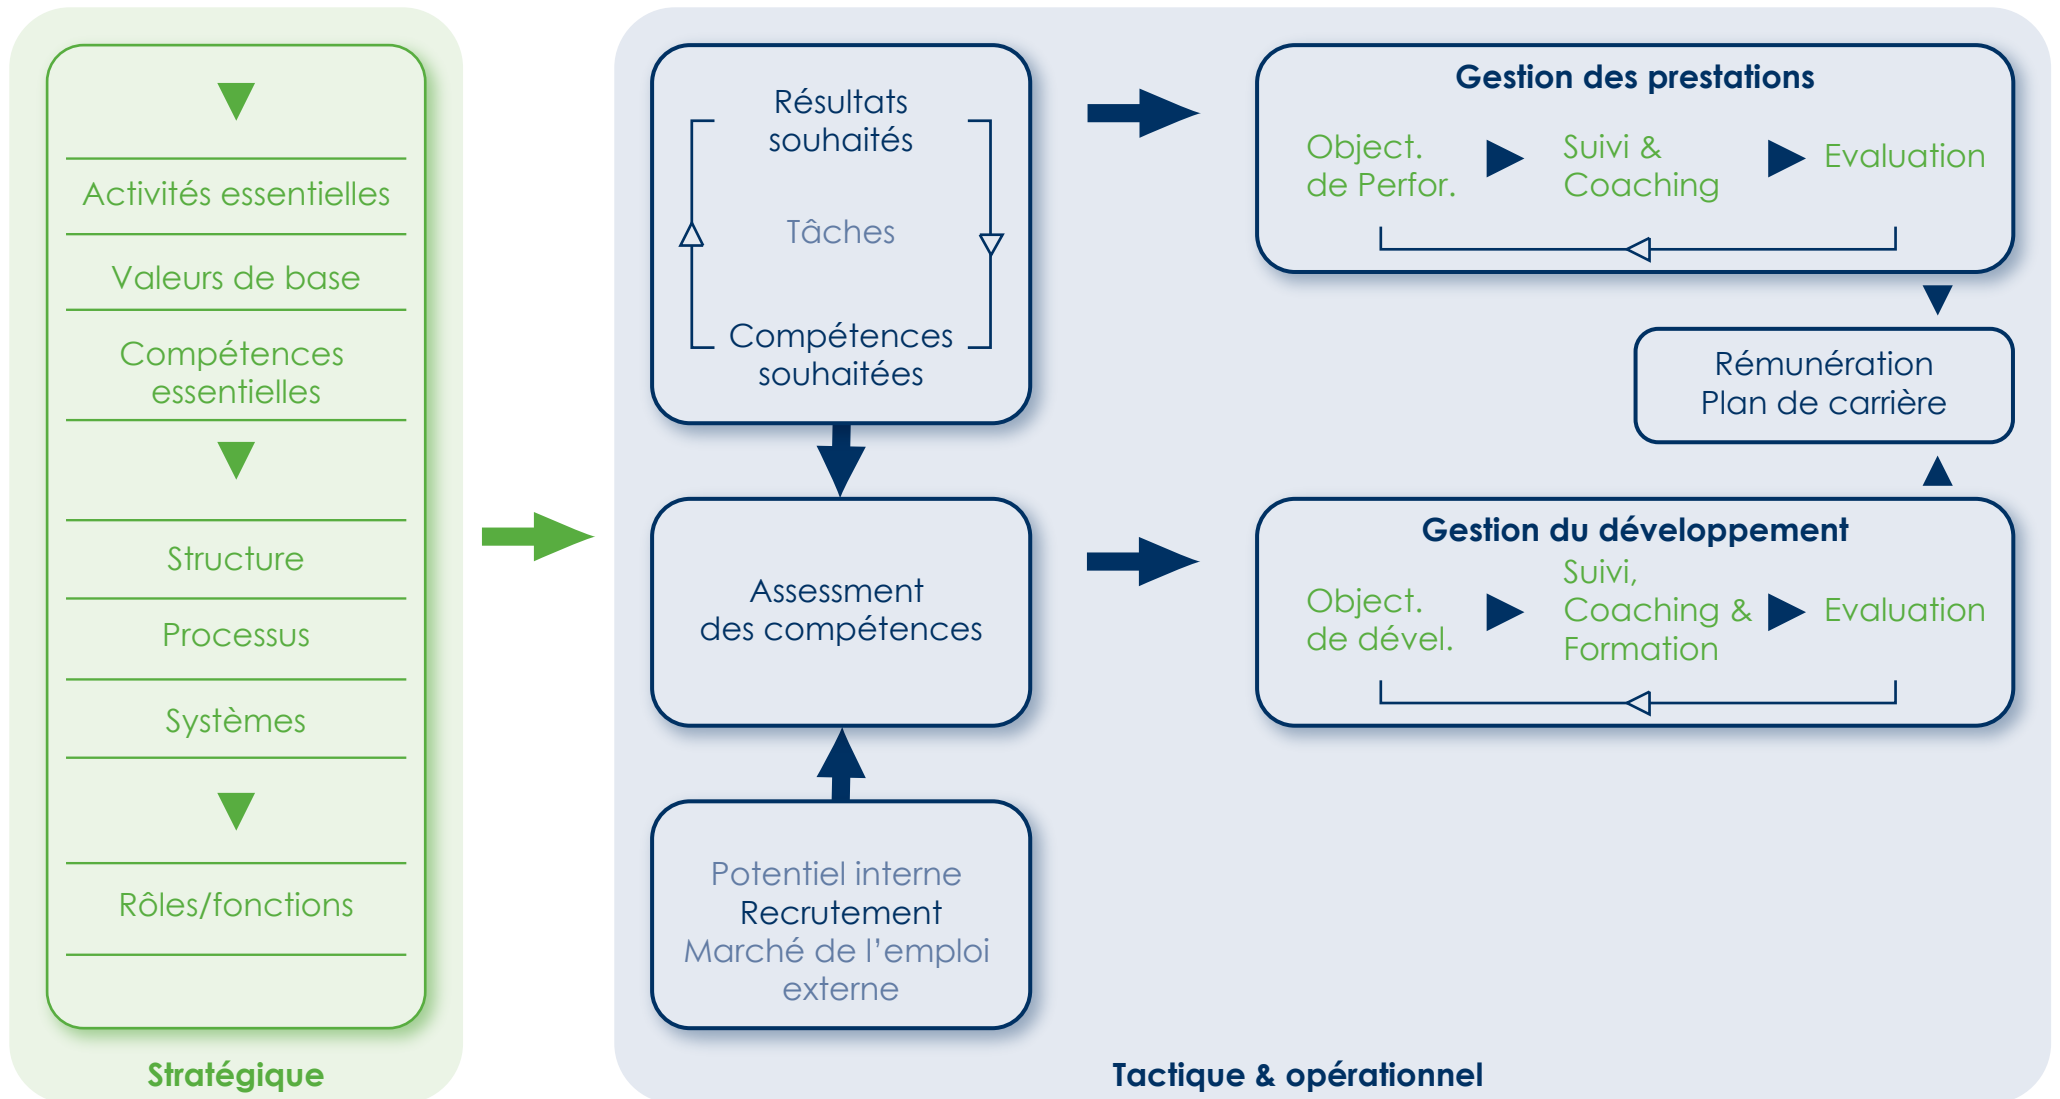 Activités essentielles
Valeurs de base
Compétences
essentielles
Structure
Processus
Systèmes
Rôles/fonctions
Stratégique
Résultats
souhaités
Tâches
Compétences
souhaitées
Assessment
des compétences
Potentiel interne
Recrutement
Marché de l’emploi
externe
Gestion des prestations
Object.
de Perfor.
Suivi &
Coaching
Evaluation
Rémunération
Plan de carrière
Gestion du développement
Object.
de dével.
Suivi,
Coaching &
Formation
Evaluation
Tactique & opérationnel